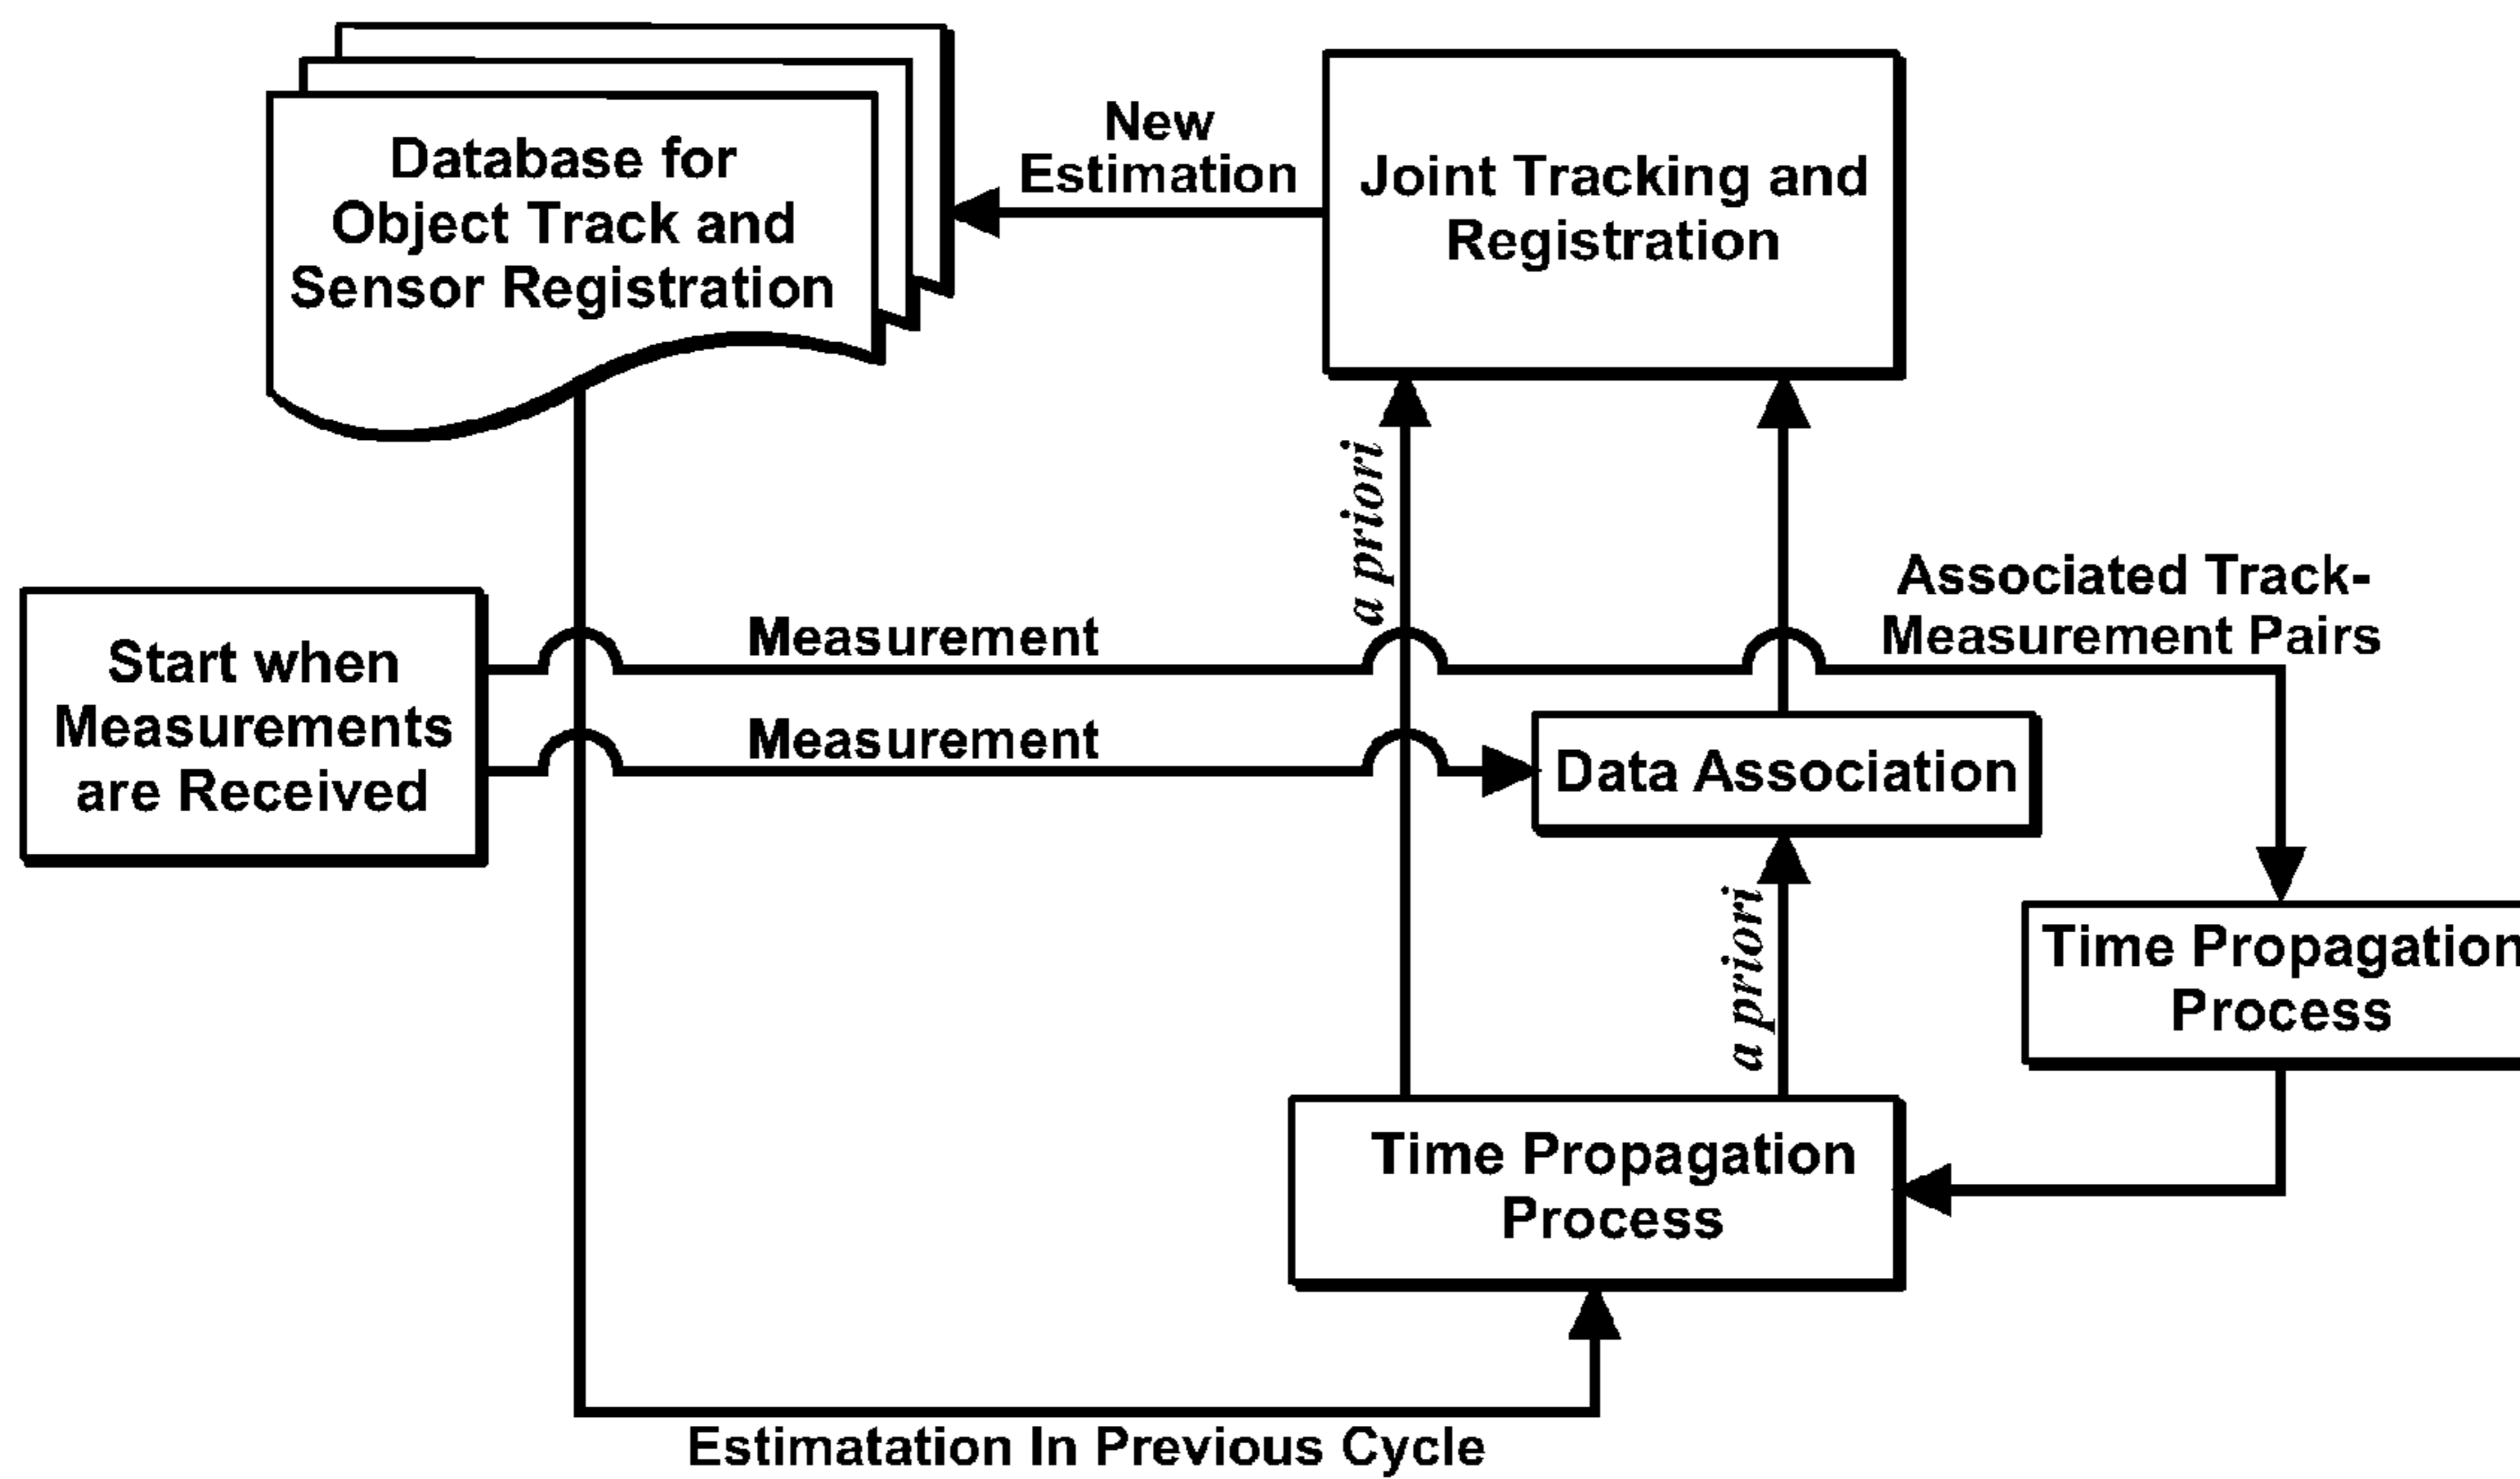 Database for
Object Track and
Sensor Registration
New
Estimation
Joint Tracking and
Registration
a priori
Associated Track-
Measurement Pairs
Start when
Measurements
are Received
Measurement
Measurement
Data Association
a priori
Time Propagation
Process
Time Propagation
Process
Estimatation In Previous Cycle